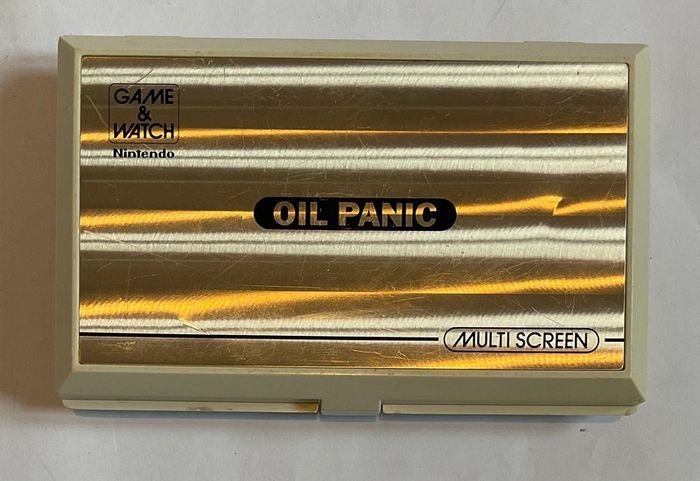 GAME
&
WATCH
Nintendo
OIL PANIC
MULTI SCREEN